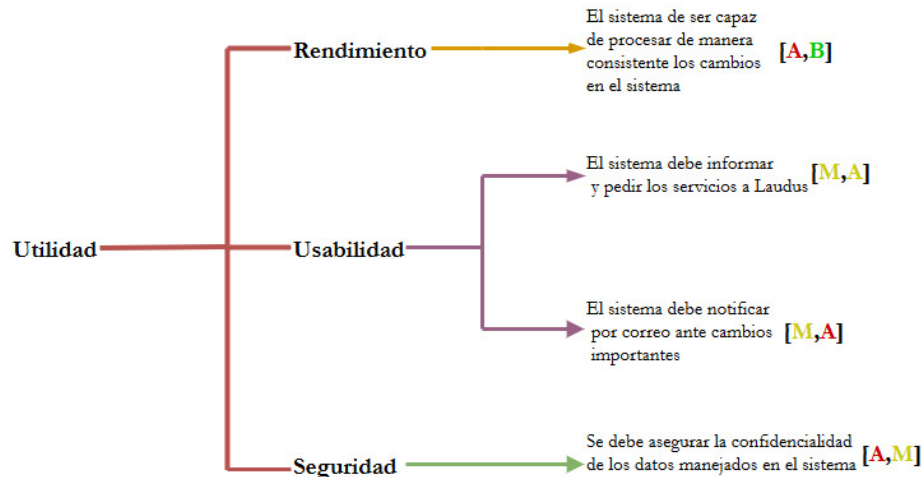 El sistema de ser capaz
de procesar de manera
consistente los cambios
en el sistema
[A,B]
Rendimiento
El sistema debe informar
y pedir los servicios a Laudus
[M,A]
Utilidad
Usabilidad
El sistema debe notificar
por correo ante cambios
importantes
[M,A]
Seguridad
Se debe asegurar la confidencialidad
de los datos manejados en el sistema
[A,M]